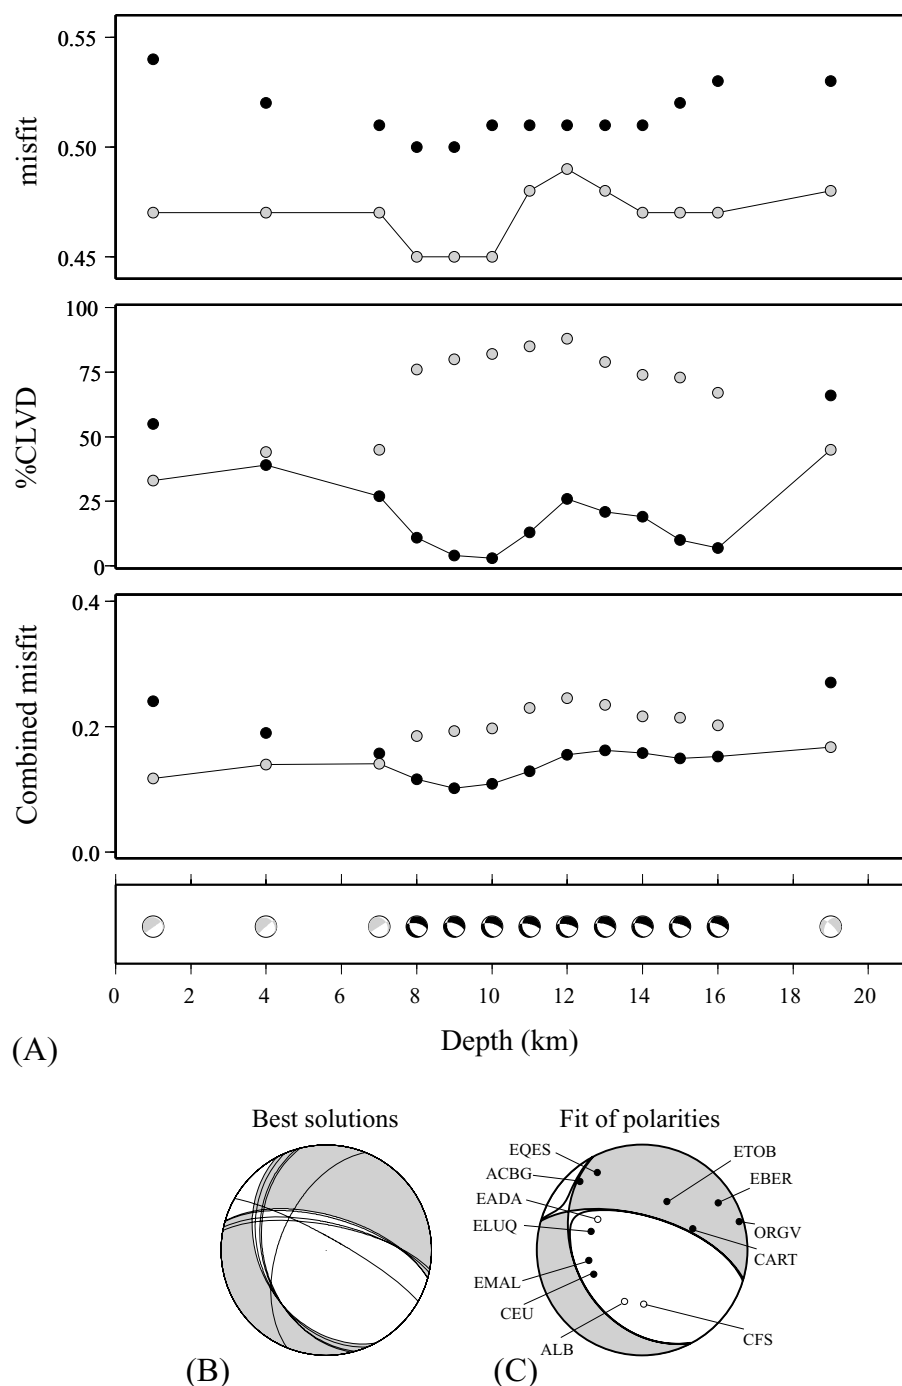 0.55
0.50
0.45
misfit
100
75
50
25
0
%CLVD
0.4
0.2
0.0
Combined misfit
0 2 4 6 8 10 12 14 16 18 20
Depth (km)
(A)
Best solutions
(B)
Fit of polarities
EQES
ACBG
EADA
ELUQ
EMAL
CEU
ALB
ETOB
EBER
ORGV
CART
CFS
(C)